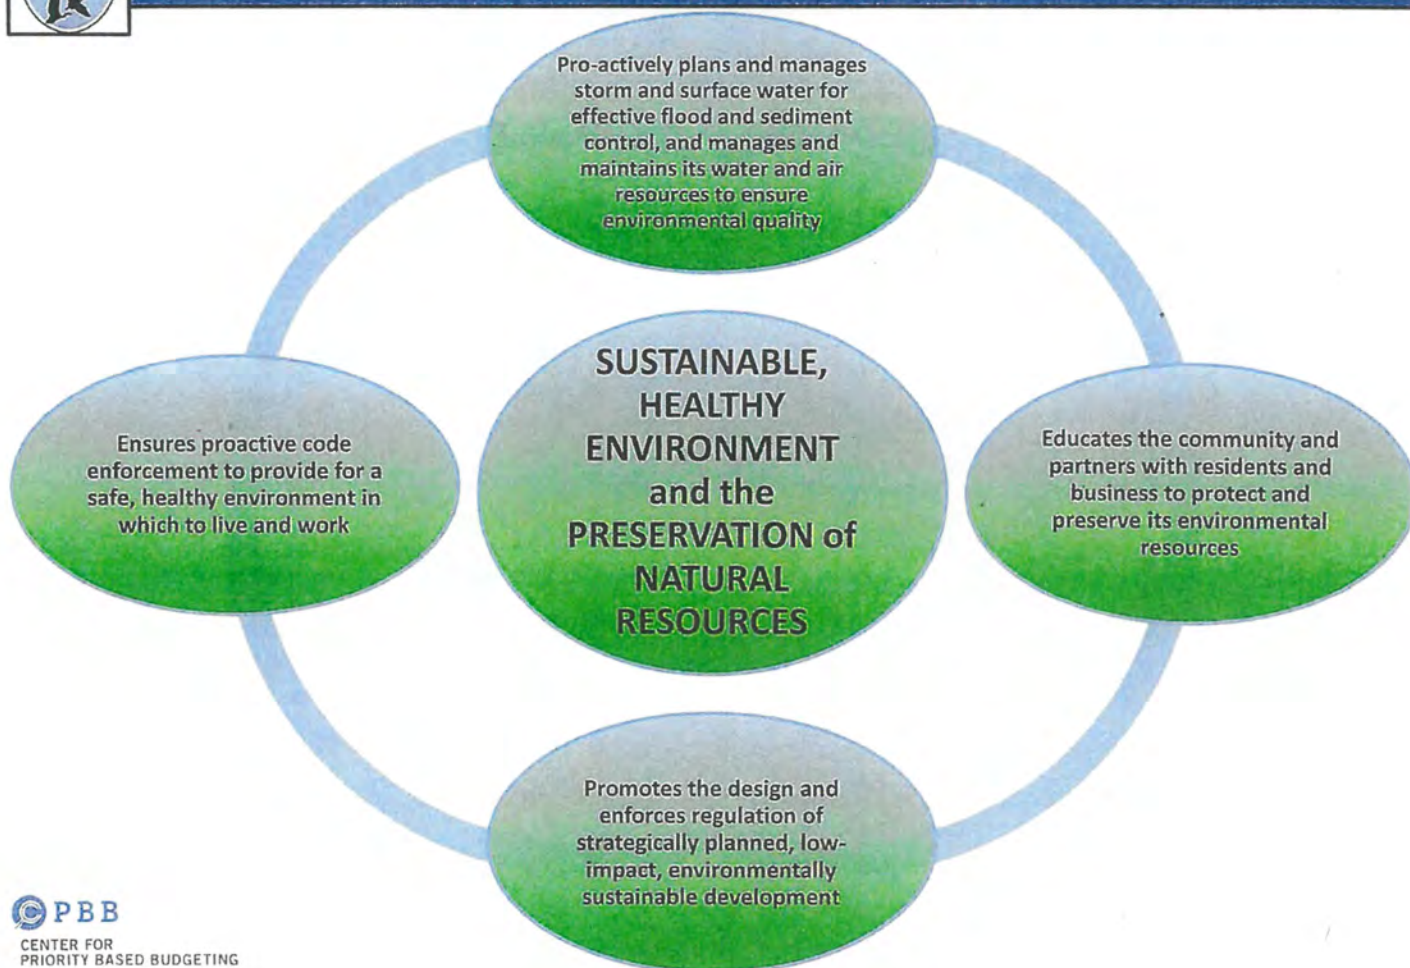 Pro-actively plans and manages
storm and surface water for
effective flood and sediment
control, and manages and
maintains its water and air
resources to ensure
environmental quality
SUSTAINABLE,
HEALTHY
ENVIRONMENT
and the
PRESERVATION of
NATURAL
RESOURCES
Ensures proactive code
enforcement to provide for a
safe, healthy environment in
which to live and work
Educates the community and
partners with residents and
business to protect and
preserve its environmental
resources
Promotes the design and
enforces regulation of
strategically planned, low-
impact, environmentally
sustainable development
PBB
CENTER FOR
PRIORITY BASED BUDGETING